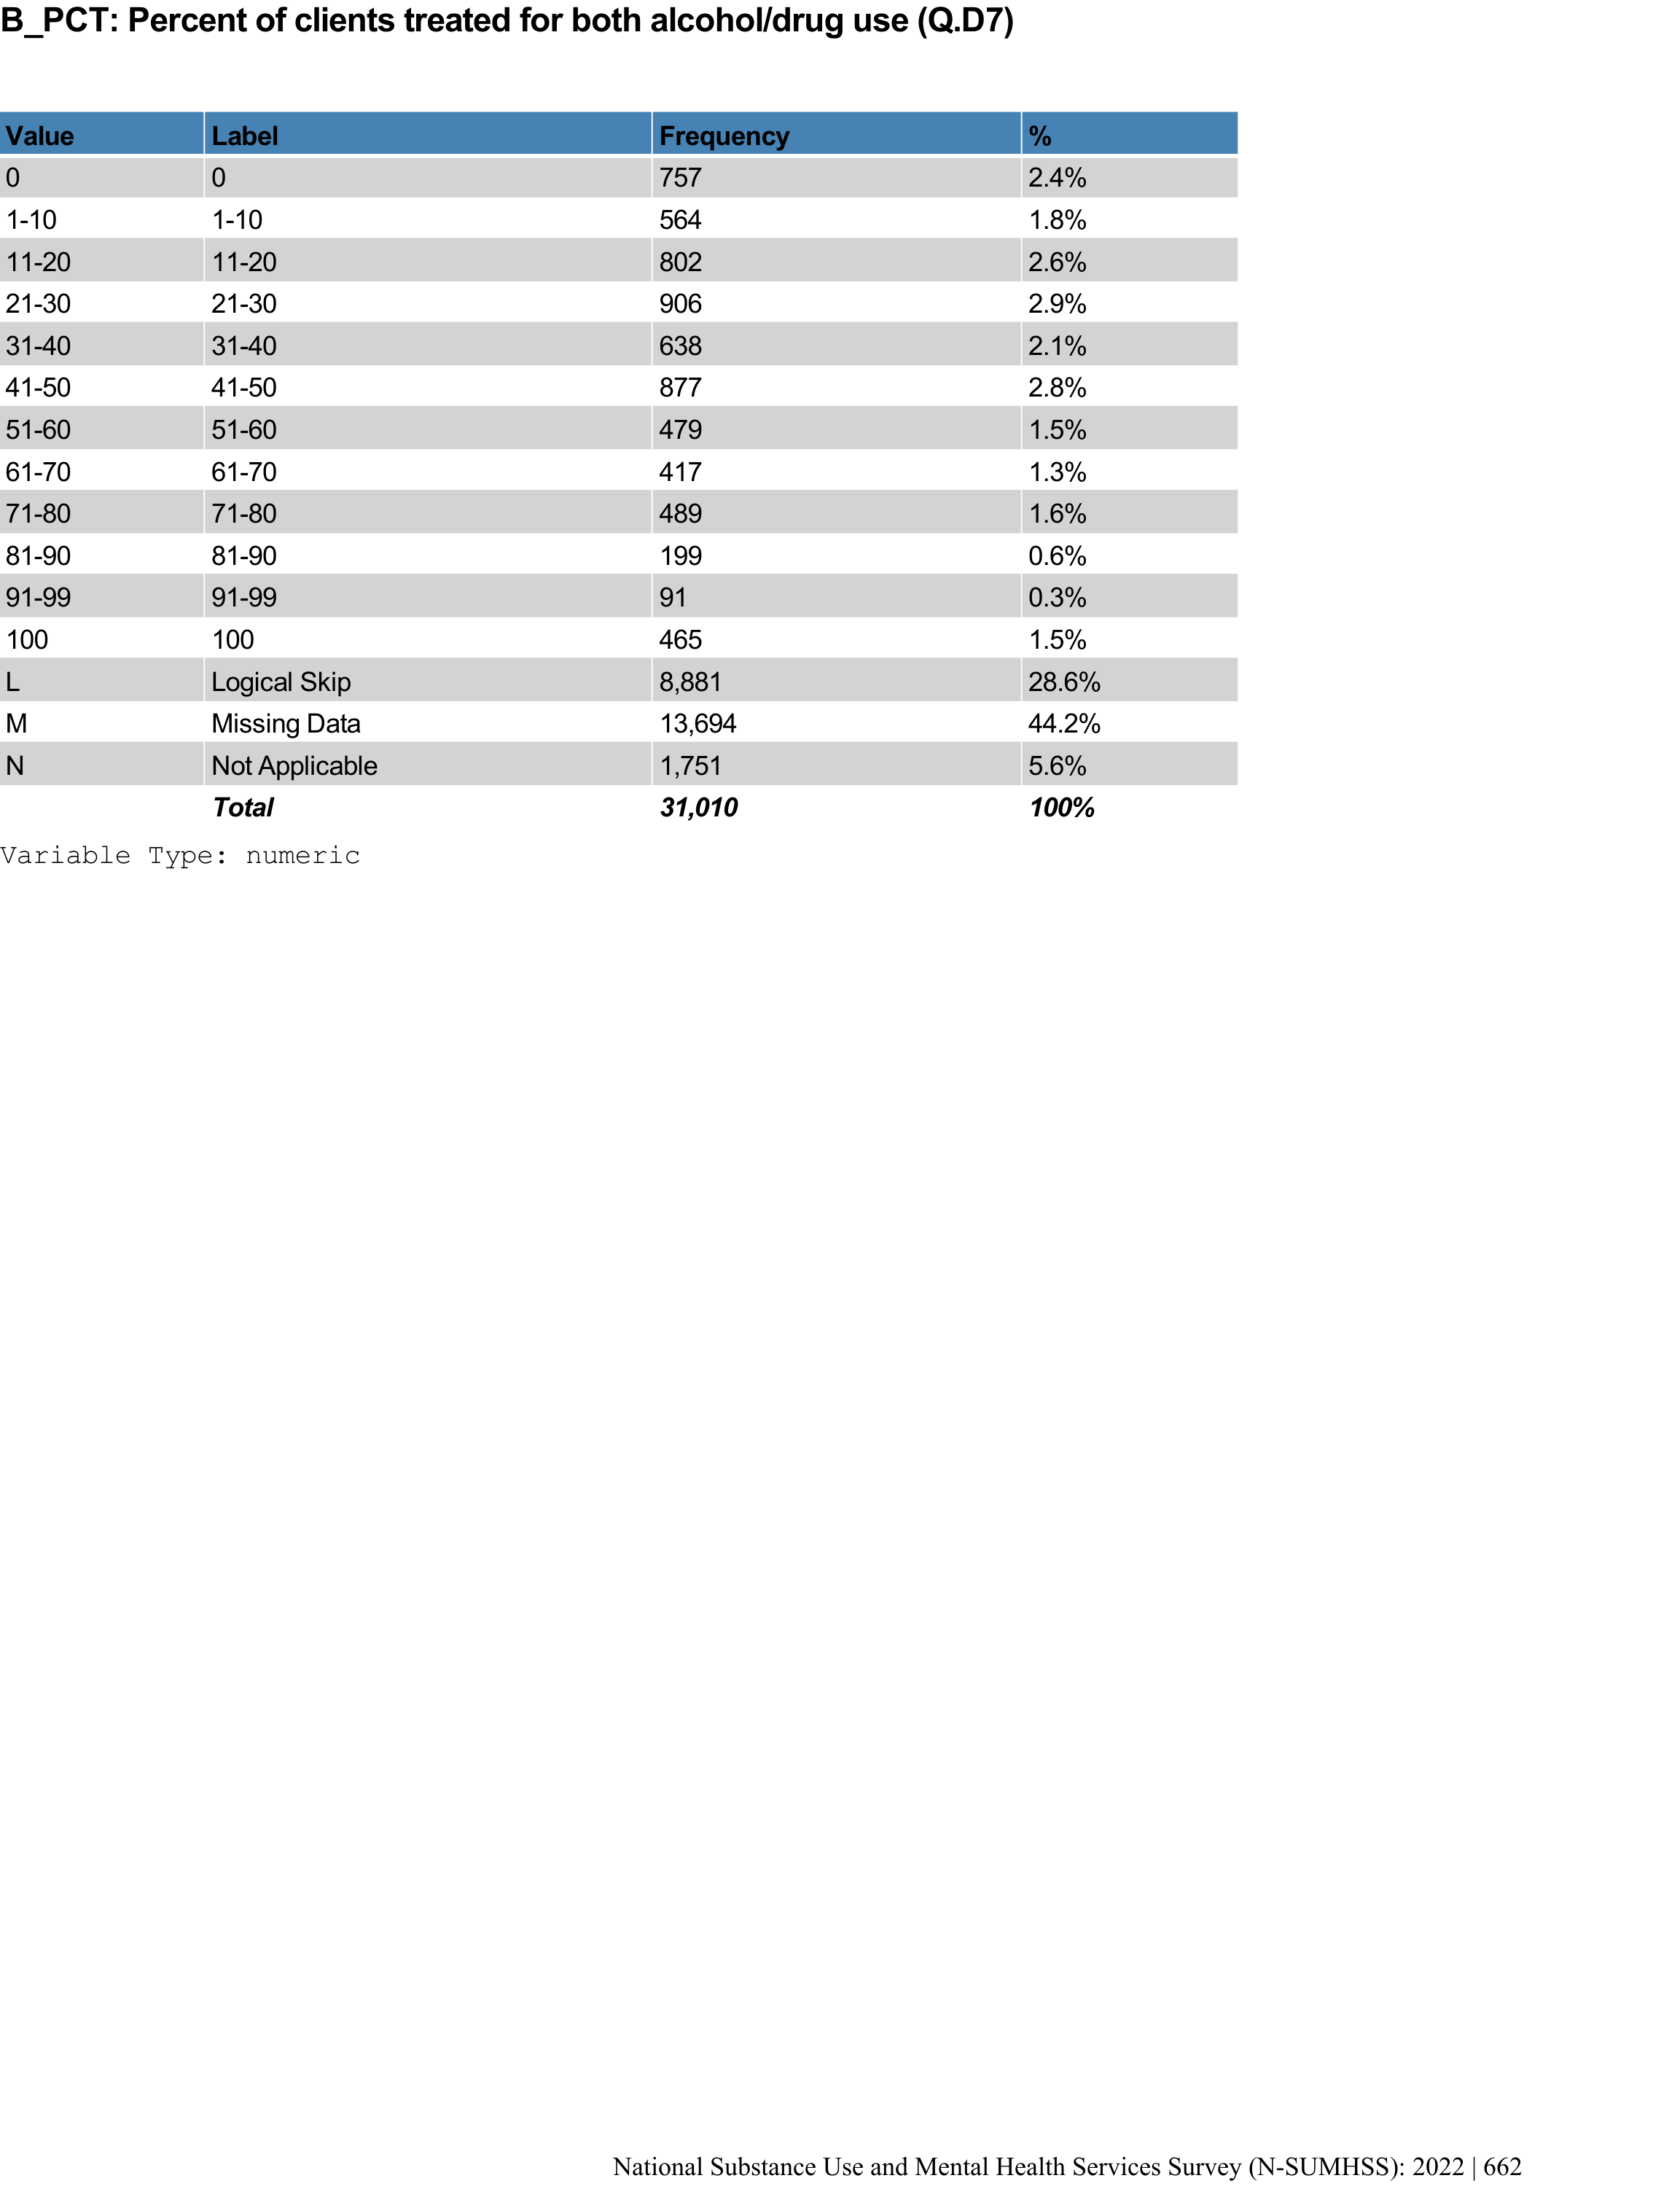 B_PCT: Percent of clients treated for both alcohol/drug use (Q.D7)
Value Label Frequency %
0 0 757 2.4%
1-10 1-10 564 1.8%
11-20 11-20 802 2.6%
21-30 21-30 906 2.9%
31-40 31-40 638 2.1%
41-50 41-50 877 2.8%
51-60 51-60 479 1.5%
61-70 61-70 417 1.3%
71-80 71-80 489 1.6%
81-90 81-90 199 0.6%
91-99 91-99 91 0.3%
100 100 465 1.5%
L Logical Skip 8,881 28.6%
M Missing Data 13,694 44.2%
N Not Applicable 1,751 5.6%
Total 31,010 100%
Variable Type: numeric
National Substance Use and Mental Health Services Survey (N-SUMHSS): 2022 | 662